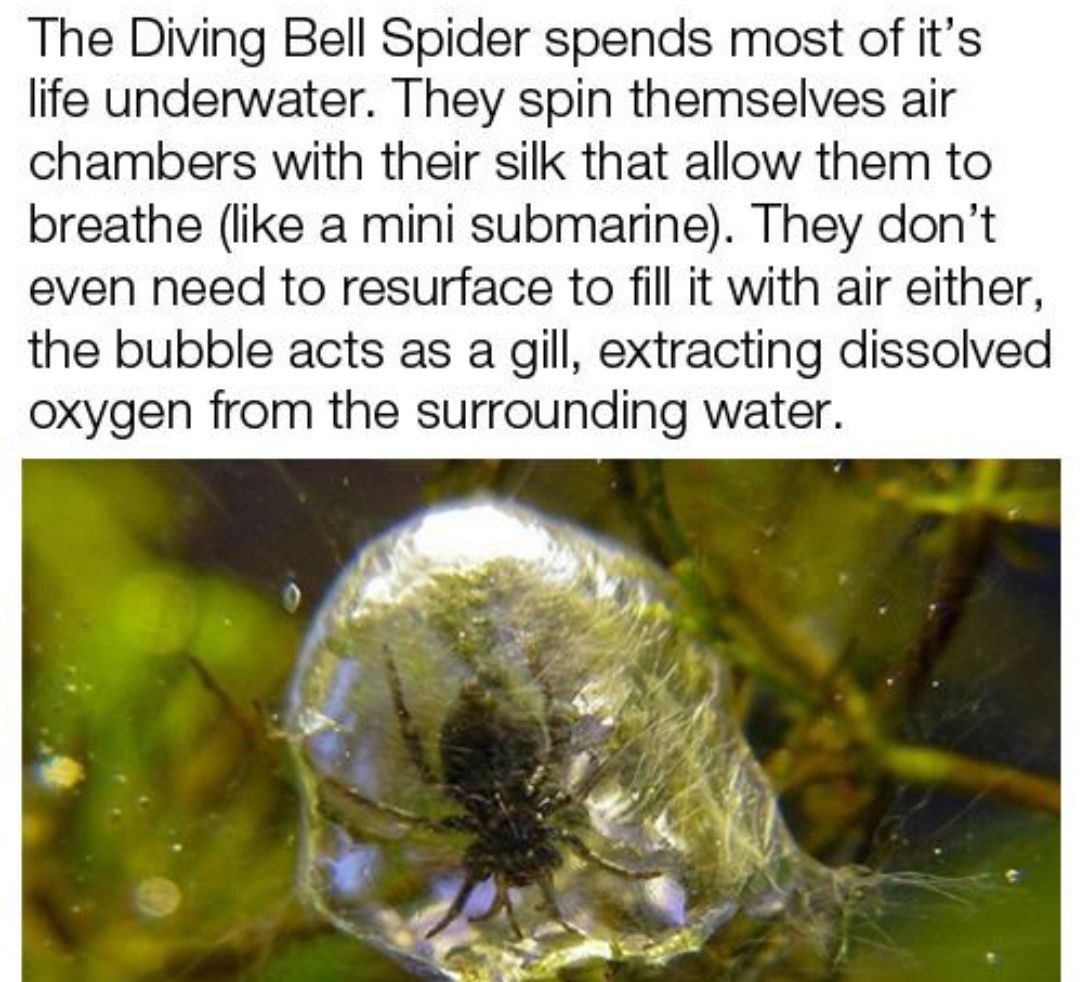 The Diving Bell Spider spends most of it’s
life underwater. They spin themselves air
chambers with their silk that allow them to
breathe (like a mini submarine). They don’t
even need to resurface to fill it with air either,
the bubble acts as a gill, extracting dissolved
oxygen from the surrounding water.